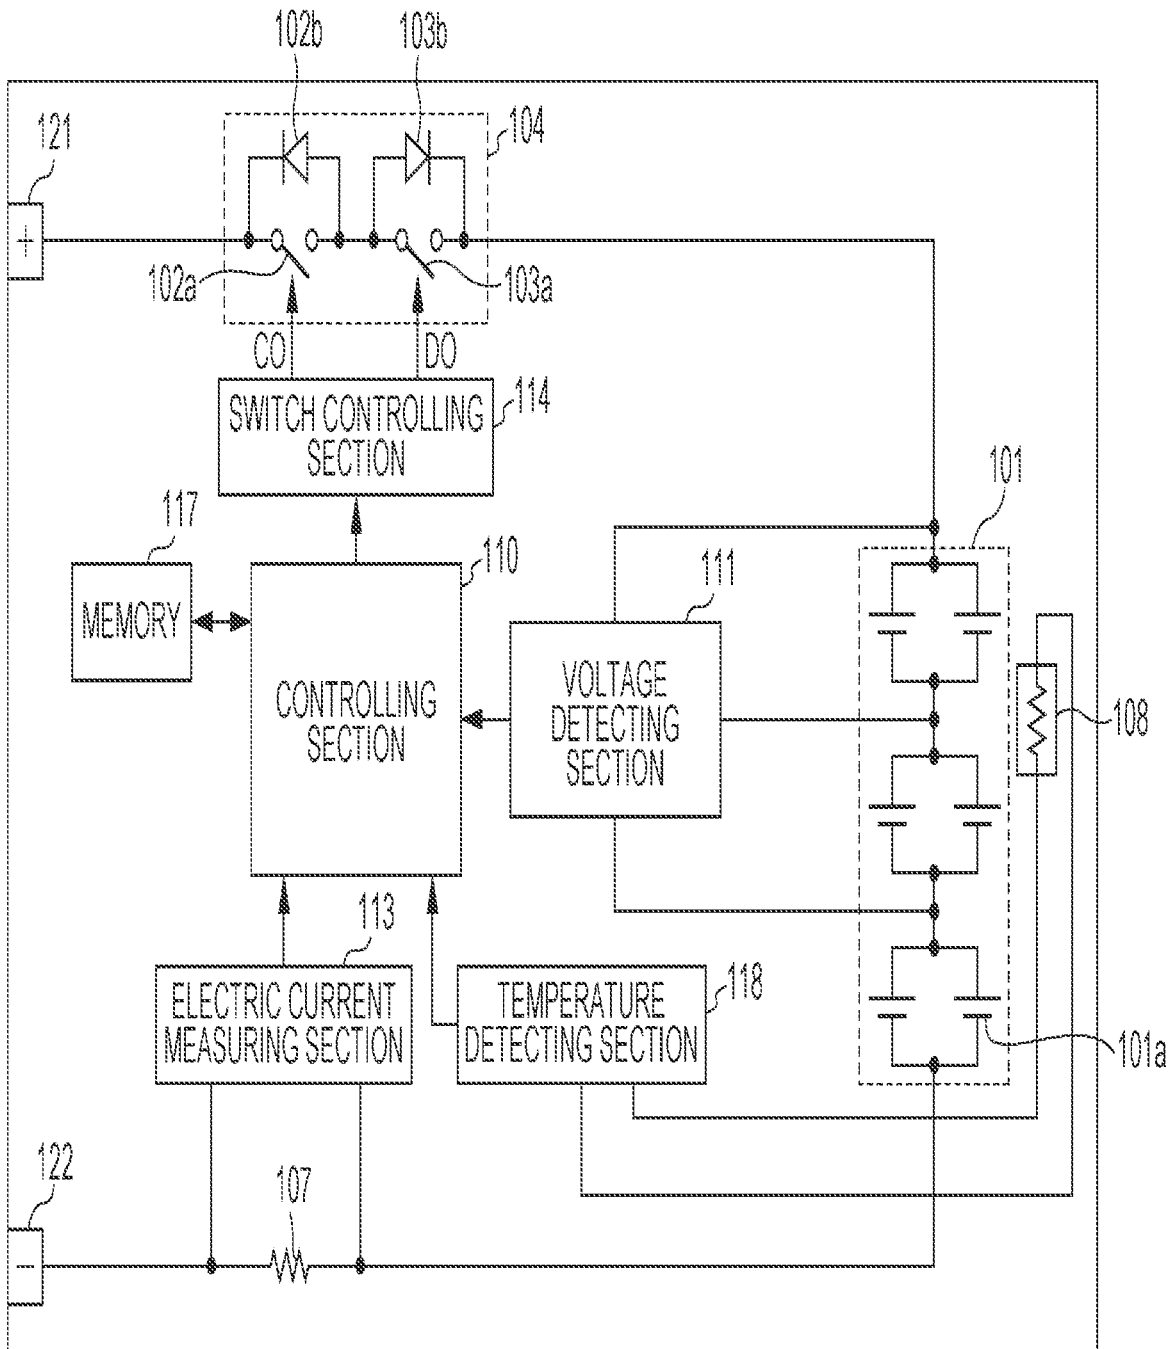 102b
103b
121
104
+
102a
103a
CO
DO
SWITCH CONTROLLING
SECTION
114
117
110
101
111
MEMORY
CONTROLLING
SECTION
VOLTAGE
DETECTING
SECTION
108
113
118
ELECTRIC CURRENT
MEASURING SECTION
TEMPERATURE
DETECTING SECTION
101a
122
107
−